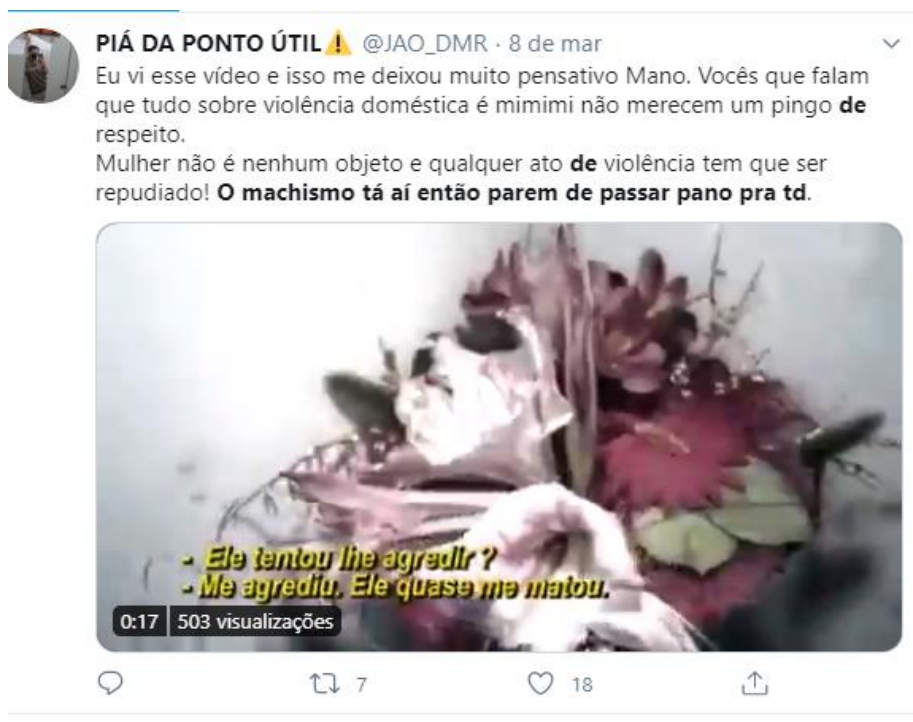 PIÁ DA PONTO ÚTIL⚠️ @JAO_DMR · 8 de mar
Eu vi esse vídeo e isso me deixou muito pensativo Mano. Vocês que falam
que tudo sobre violência doméstica é mimimi não merecem um pingo de
respeito.
Mulher não é nenhum objeto e qualquer ato de violência tem que ser
repudiado! O machismo tá aí então parem de passar pano pra td.
- Ele tentou lhe agredir ?
- Me agrediu. Ele quase me matou.
0:17 503 visualizações
7 18